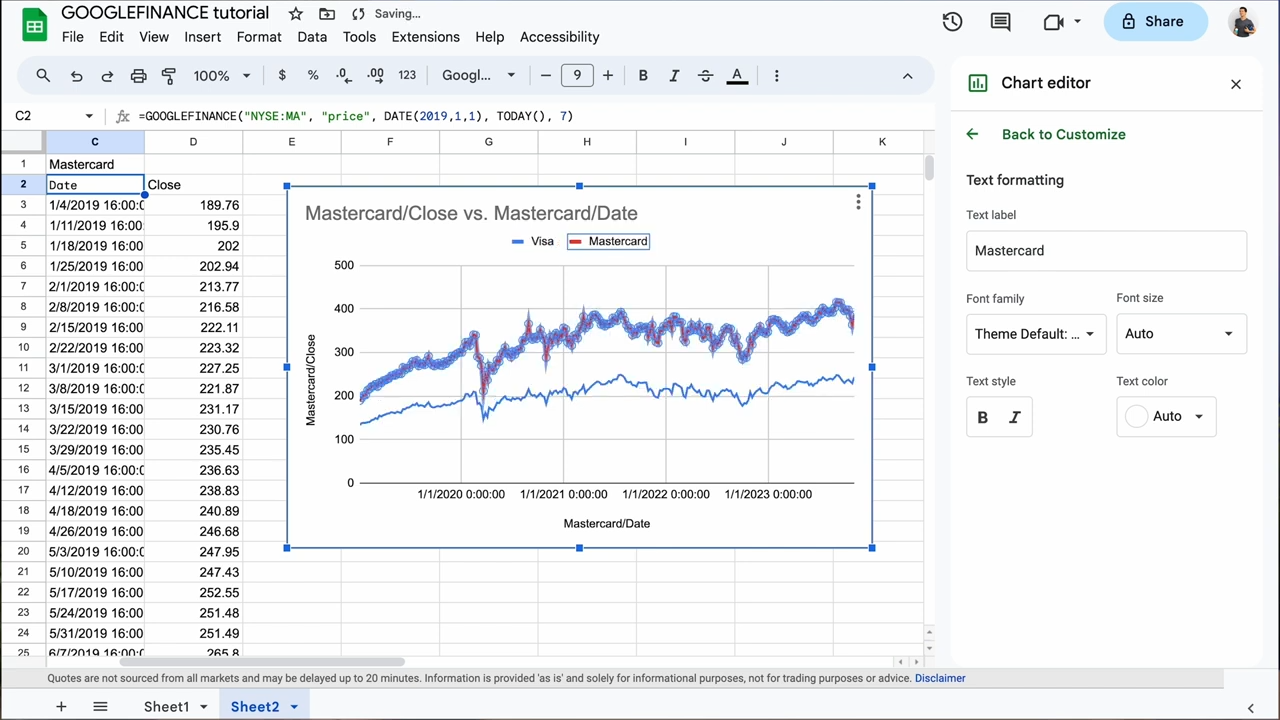 GOOGLEFINANCE tutorial Saving...
File Edit View Insert Format Data Tools Extensions Help Accessibility
Share
100% $ % .0 .00 123 Googl... 9 B I S A
C2 fx =GOOGLEFINANCE("NYSE:MA", "price", DATE(2019,1,1), TODAY(), 7)
C D E F G H I J K
1 Mastercard
2 Date Close
3 1/4/2019 16:00:0 189.76
4 1/11/2019 16:00: 195.9
5 1/18/2019 16:00 202
6 1/25/2019 16:00 202.94
7 2/1/2019 16:00:0 213.77
8 2/8/2019 16:00:0 216.58
9 2/15/2019 16:00 222.11
10 2/22/2019 16:00 223.32
11 3/1/2019 16:00:0 227.25
12 3/8/2019 16:00:0 221.87
13 3/15/2019 16:00 231.17
14 3/22/2019 16:00 230.76
15 3/29/2019 16:00 235.45
16 4/5/2019 16:00:0 236.63
17 4/12/2019 16:00 238.83
18 4/18/2019 16:00 240.89
19 4/26/2019 16:00 246.68
20 5/3/2019 16:00:0 247.95
21 5/10/2019 16:00 247.43
22 5/17/2019 16:00 252.55
23 5/24/2019 16:00 251.48
24 5/31/2019 16:00 251.49
25 6/7/2019 16:00:0 265.8
Mastercard/Close vs. Mastercard/Date
Visa Mastercard
500
400
300
200
100
0
Mastercard/Close
1/1/2020 0:00:00 1/1/2021 0:00:00 1/1/2022 0:00:00 1/1/2023 0:00:00
Mastercard/Date
Chart editor
Back to Customize
Text formatting
Text label
Mastercard
Font family Font size
Theme Default: ... Auto
Text style Text color
B I Auto
Quotes are not sourced from all markets and may be delayed up to 20 minutes. Information is provided 'as is' and solely for informational purposes, not for trading purposes or advice. Disclaimer
Sheet1 Sheet2